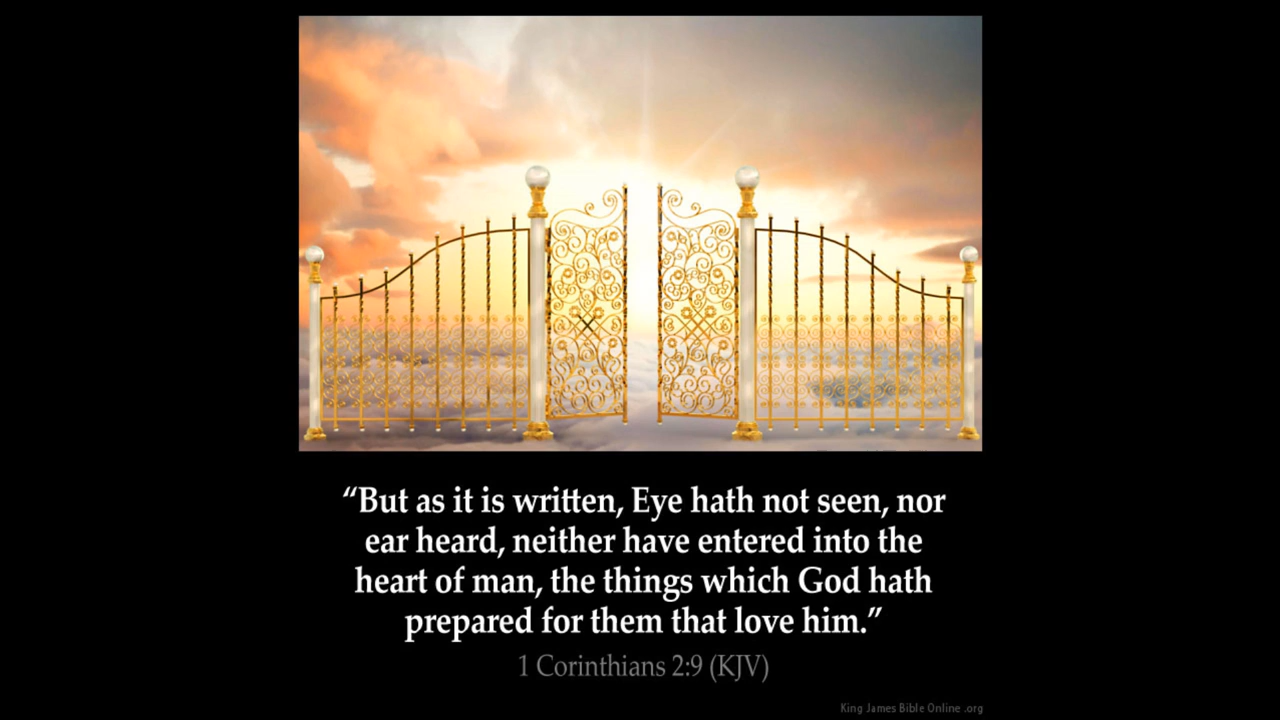 “But as it is written, Eye hath not seen, nor
ear heard, neither have entered into the
heart of man, the things which God hath
prepared for them that love him.”
1 Corinthians 2:9 (KJV)
King James Bible Online .org